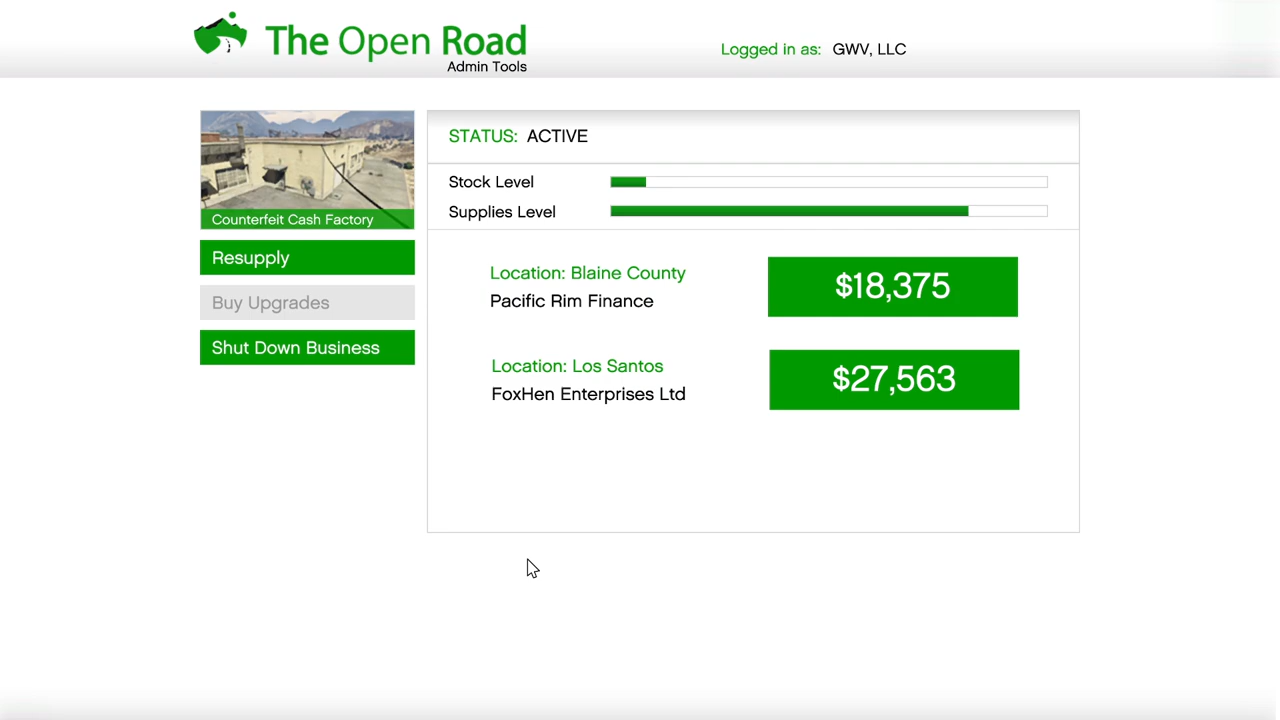 The Open Road
Admin Tools
Logged in as: GWV, LLC
Counterfeit Cash Factory
Resupply
Buy Upgrades
Shut Down Business
STATUS: ACTIVE
Stock Level
Supplies Level
Location: Blaine County
Pacific Rim Finance
$18,375
Location: Los Santos
FoxHen Enterprises Ltd
$27,563